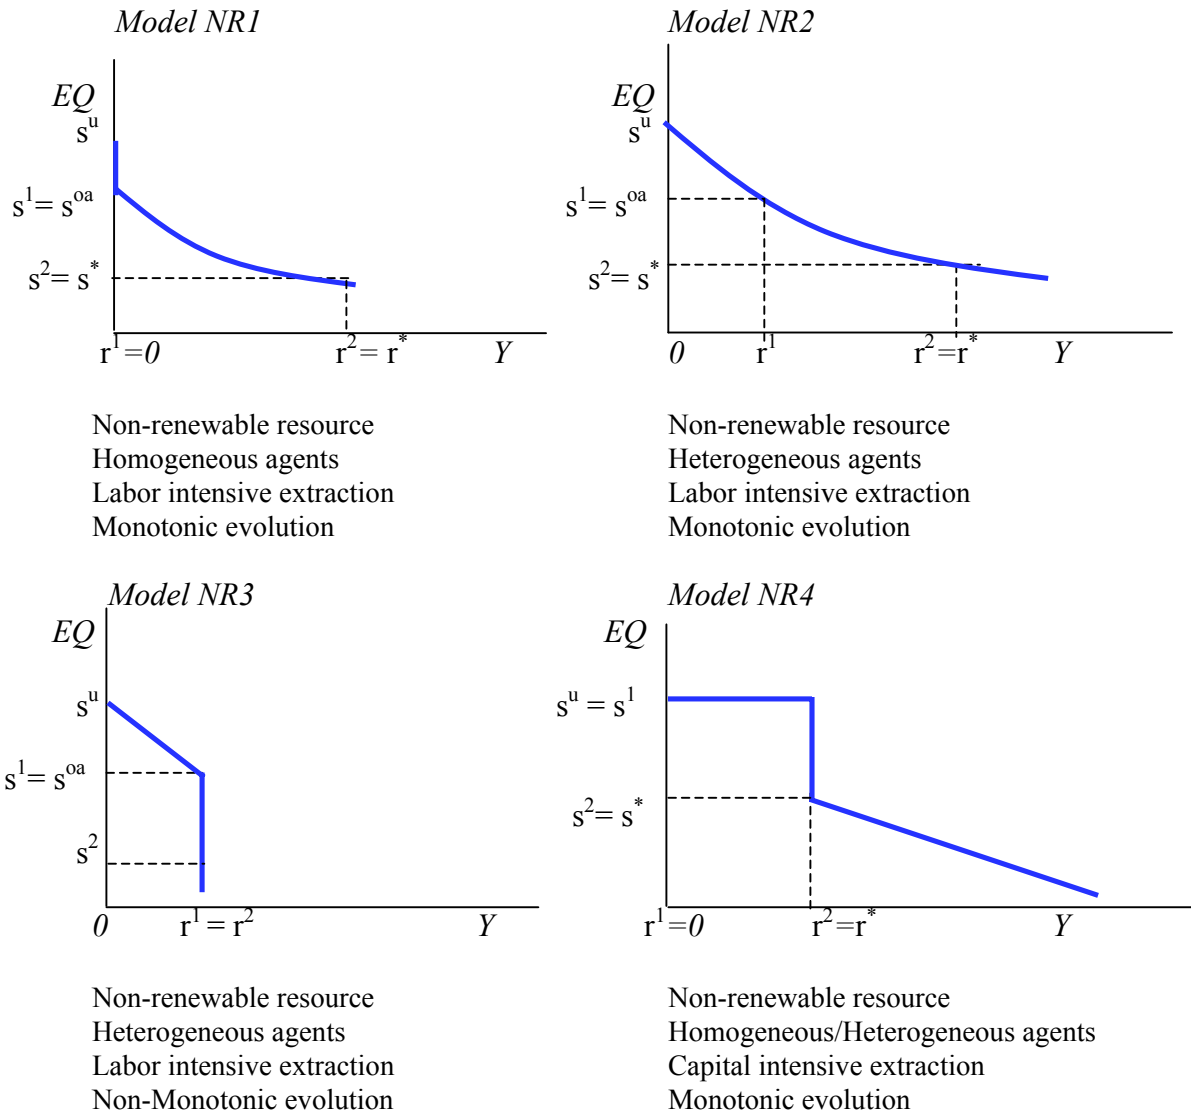 Model NR1
EQ
s^u
s^1= s^oa
s^2= s^*
r^1=0
r^2= r^*
Y
Non-renewable resource
Homogeneous agents
Labor intensive extraction
Monotonic evolution
Model NR2
EQ
s^u
s^1= s^oa
s^2= s^*
0
r^1
r^2=r^*
Y
Non-renewable resource
Heterogeneous agents
Labor intensive extraction
Monotonic evolution
Model NR3
EQ
s^u
s^1= s^oa
s^2
0
r^1 = r^2
Y
Non-renewable resource
Heterogeneous agents
Labor intensive extraction
Non-Monotonic evolution
Model NR4
EQ
s^u = s^1
s^2= s^*
r^1=0
r^2=r^*
Y
Non-renewable resource
Homogeneous/Heterogeneous agents
Capital intensive extraction
Monotonic evolution